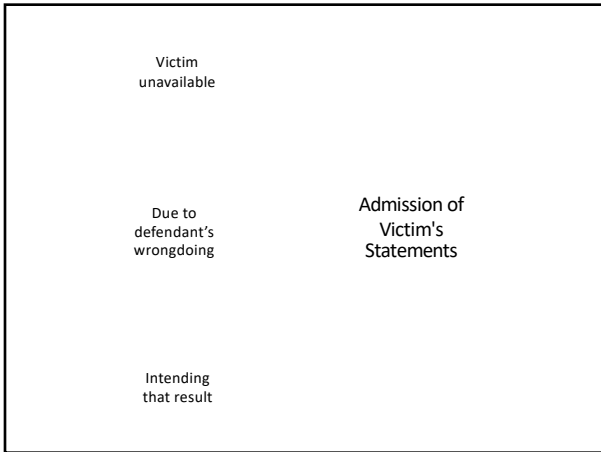 Victim
unavailable
Due to
defendant’s
wrongdoing
Admission of
Victim's
Statements
Intending
that result